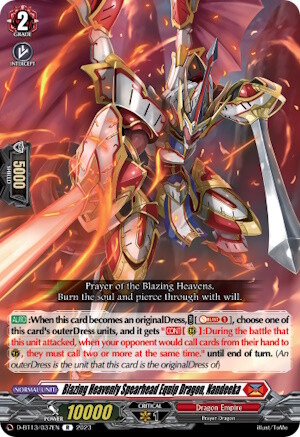 2
GRADE
INTERCEPT
5000
SHIELD
Prayer of the Blazing Heavens.
Burn the soul and pierce through with will.
AUTO :When this card becomes an originalDress, [ 1 ], choose one of
this card's outerDress units, and it gets "CONT [ ]:During the battle that
this unit attacked, when your opponent would call cards from their hand to
, they must call two or more at the same time." until end of turn. (An
outerDress is the unit that this card is the originalDress of)
NORMAL UNIT
Blazing Heavenly Spearhead Equip Dragon, Nandeeka
POWER 10000
CRITICAL
1
Dragon Empire
Prayer Dragon
D-BT13/037EN R 2023
Illust/ToMo